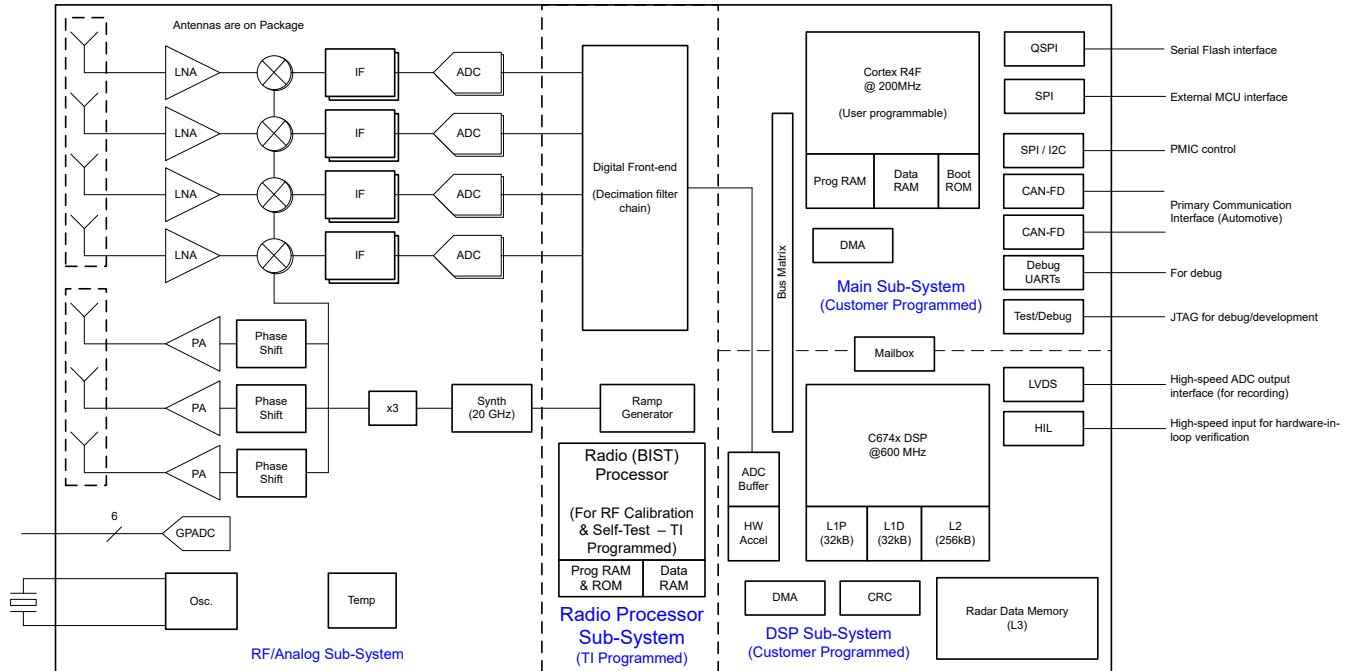 Antennas are on Package
LNA
IF
ADC
LNA
IF
ADC
LNA
IF
ADC
LNA
IF
ADC
Digital Front-end
(Decimation filter
chain)
PA
Phase
Shift
PA
Phase
Shift
PA
Phase
Shift
x3
Synth
(20 GHz)
Ramp
Generator
6
GPADC
Osc.
Temp
RF/Analog Sub-System
Radio (BIST)
Processor
(For RF Calibration
& Self-Test – TI
Programmed)
Prog RAM
& ROM
Data
RAM
Radio Processor
Sub-System
(TI Programmed)
Bus Matrix
Cortex R4F
@ 200MHz
(User programmable)
Prog RAM
Data
RAM
Boot
ROM
DMA
Main Sub-System
(Customer Programmed)
QSPI
Serial Flash interface
SPI
External MCU interface
SPI / I2C
PMIC control
CAN-FD
Primary Communication
Interface (Automotive)
CAN-FD
Debug
UARTs
For debug
Test/Debug
JTAG for debug/development
Mailbox
LVDS
High-speed ADC output
interface (for recording)
HIL
High-speed input for hardware-in-
loop verification
C674x DSP
@600 MHz
L1P
(32kB)
L1D
(32kB)
L2
(256kB)
ADC
Buffer
HW
Accel
DMA
CRC
Radar Data Memory
(L3)
DSP Sub-System
(Customer Programmed)